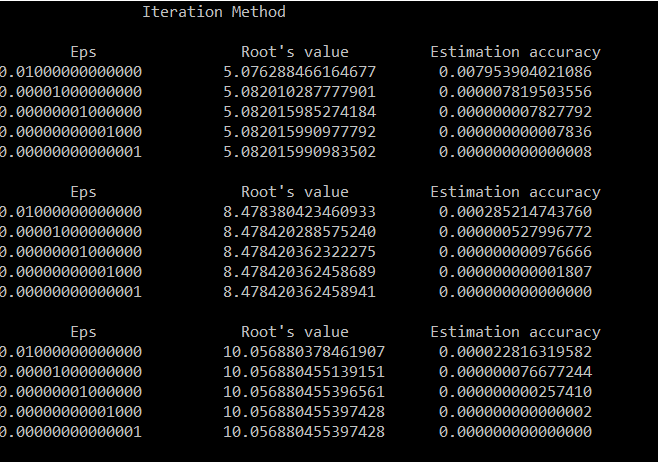 Iteration Method
Eps Root's value Estimation accuracy
0.01000000000000 5.076288466164677 0.007953904021086
0.00001000000000 5.082010287777901 0.000007819503556
0.00000001000000 5.082015985274184 0.000000007827792
0.00000000001000 5.082015990977792 0.000000000007836
0.00000000000001 5.082015990983502 0.000000000000008
Eps Root's value Estimation accuracy
0.01000000000000 8.478380423460933 0.000285214743760
0.00001000000000 8.478420288575240 0.000000527996772
0.00000001000000 8.478420362322275 0.000000000976666
0.00000000001000 8.478420362458689 0.000000000001807
0.00000000000001 8.478420362458941 0.000000000000000
Eps Root's value Estimation accuracy
0.01000000000000 10.056880378461907 0.000022816319582
0.00001000000000 10.056880455139151 0.000000076677244
0.00000001000000 10.056880455396561 0.000000000257410
0.00000000001000 10.056880455397428 0.000000000000002
0.00000000000001 10.056880455397428 0.000000000000000